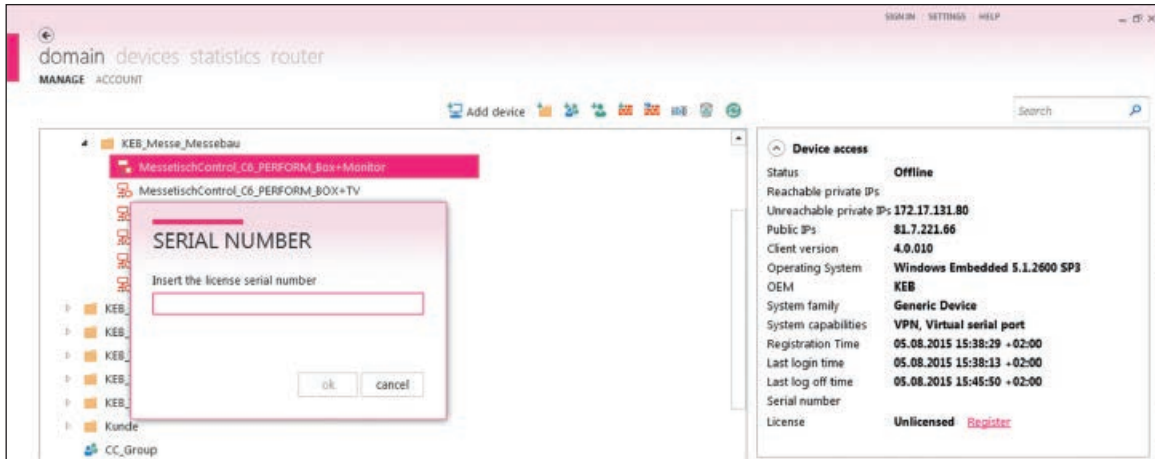 SIGN IN SETTINGS HELP
domain devices statistics router
MANAGE ACCOUNT
Add device
Search
KEB_Messe_Messebau
MessetischControl_C6_PERFORM_Box+Monitor
MessetischControl_C6_PERFORM_BOX+TV
SERIAL NUMBER
Insert the license serial number
ok cancel
KEB_
KEB_
KEB_
KEB_
KEB_
Kunde
CC_Group
Device access
Status Offline
Reachable private IPs
Unreachable private IPs 172.17.131.80
Public IPs 81.7.221.66
Client version 4.0.010
Operating System Windows Embedded 5.1.2600 SP3
OEM KEB
System family Generic Device
System capabilities VPN, Virtual serial port
Registration Time 05.08.2015 15:38:29 +02:00
Last login time 05.08.2015 15:38:13 +02:00
Last log off time 05.08.2015 15:45:50 +02:00
Serial number
License Unlicensed Register